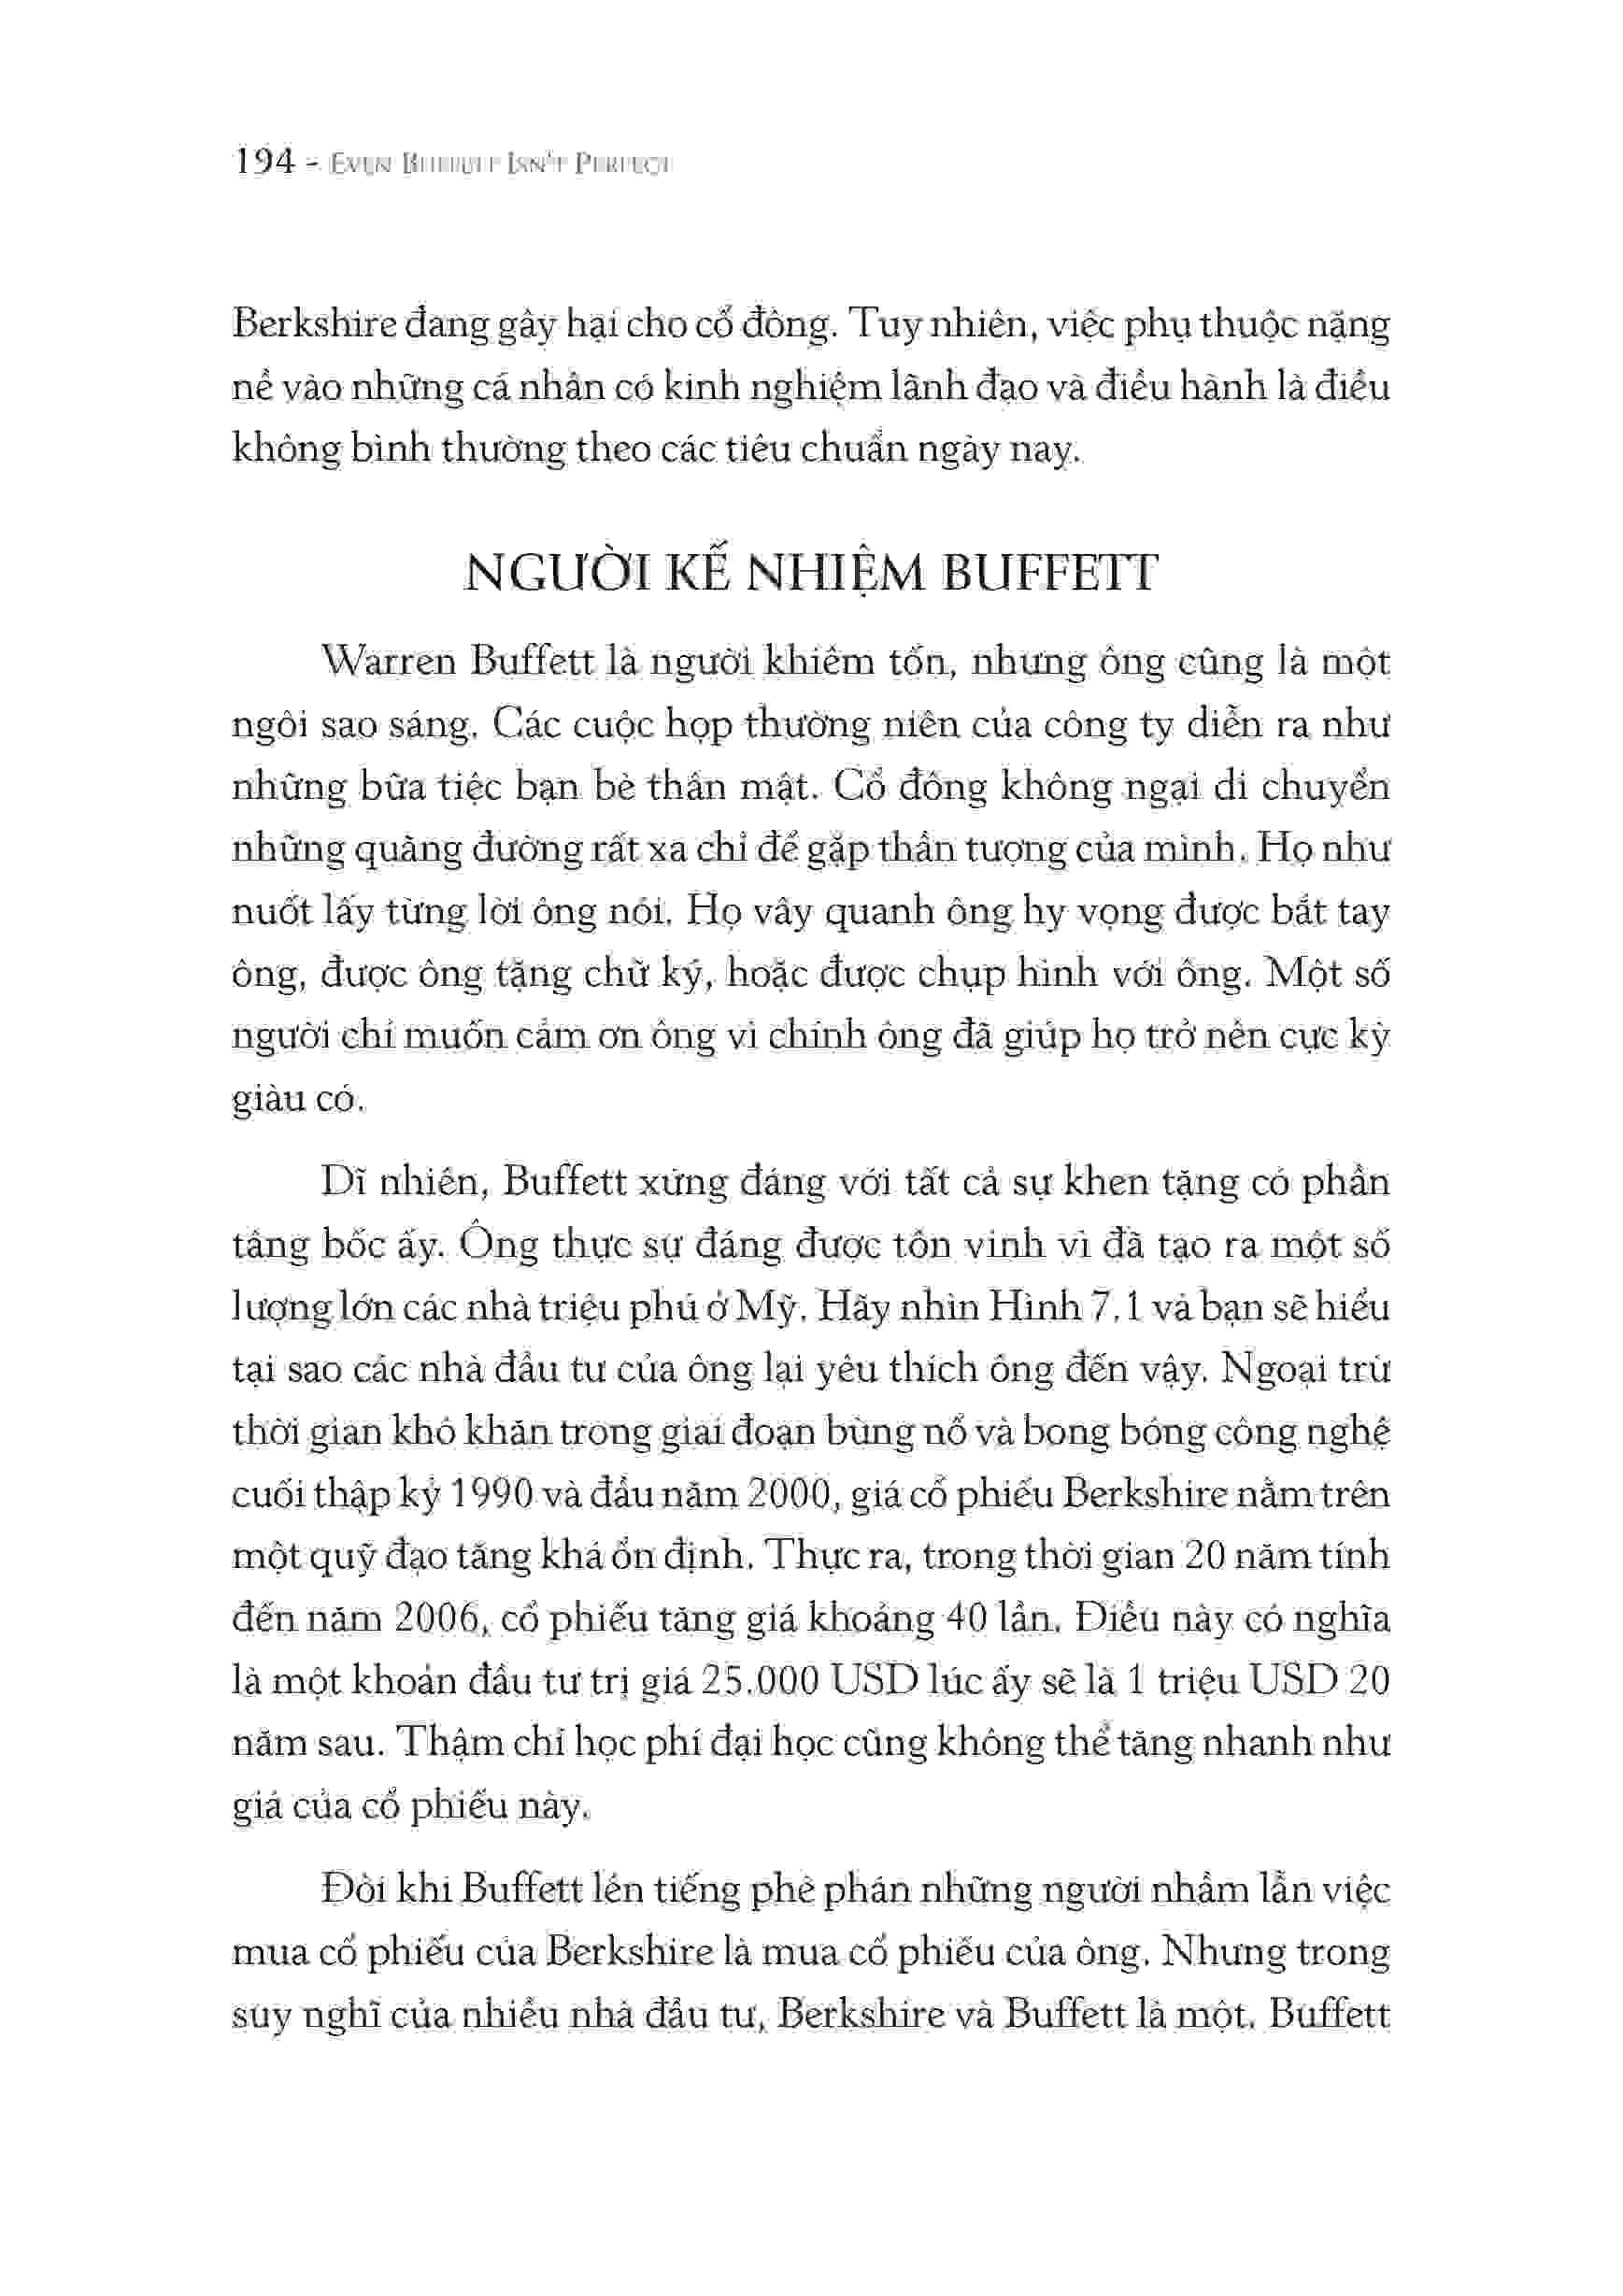 194 - EVEN BUFFETT ISN'T PERFECT
Berkshire đang gây hại cho cổ đông. Tuy nhiên, việc phụ thuộc nặng
nề vào những cá nhân có kinh nghiệm lãnh đạo và điều hành là điều
không bình thường theo các tiêu chuẩn ngày nay.
NGƯỜI KẾ NHIỆM BUFFETT
Warren Buffett là người khiêm tốn, nhưng ông cũng là một
ngôi sao sáng. Các cuộc họp thường niên của công ty diễn ra như
những bữa tiệc bạn bè thân mật. Cổ đông không ngại di chuyển
những quãng đường rất xa chỉ để gặp thần tượng của mình. Họ như
nuốt lấy từng lời ông nói. Họ vây quanh ông hy vọng được bắt tay
ông, được ông tặng chữ ký, hoặc được chụp hình với ông. Một số
người chỉ muốn cảm ơn ông vì chính ông đã giúp họ trở nên cực kỳ
giàu có.
Dĩ nhiên, Buffett xứng đáng với tất cả sự khen tặng có phần
tâng bốc ấy. Ông thực sự đáng được tôn vinh vì đã tạo ra một số
lượng lớn các nhà triệu phú ở Mỹ. Hãy nhìn Hình 7.1 và bạn sẽ hiểu
tại sao các nhà đầu tư của ông lại yêu thích ông đến vậy. Ngoại trừ
thời gian khó khăn trong giai đoạn bùng nổ và bong bóng công nghệ
cuối thập kỷ 1990 và đầu năm 2000, giá cổ phiếu Berkshire nằm trên
một quỹ đạo tăng khá ổn định. Thực ra, trong thời gian 20 năm tính
đến năm 2006, cổ phiếu tăng giá khoảng 40 lần. Điều này có nghĩa
là một khoản đầu tư trị giá 25.000 USD lúc ấy sẽ là 1 triệu USD 20
năm sau. Thậm chí học phí đại học cũng không thể tăng nhanh như
giá của cổ phiếu này.
Đôi khi Buffett lên tiếng phê phán những người nhầm lẫn việc
mua cổ phiếu của Berkshire là mua cổ phiếu của ông. Nhưng trong
suy nghĩ của nhiều nhà đầu tư, Berkshire và Buffett là một. Buffett